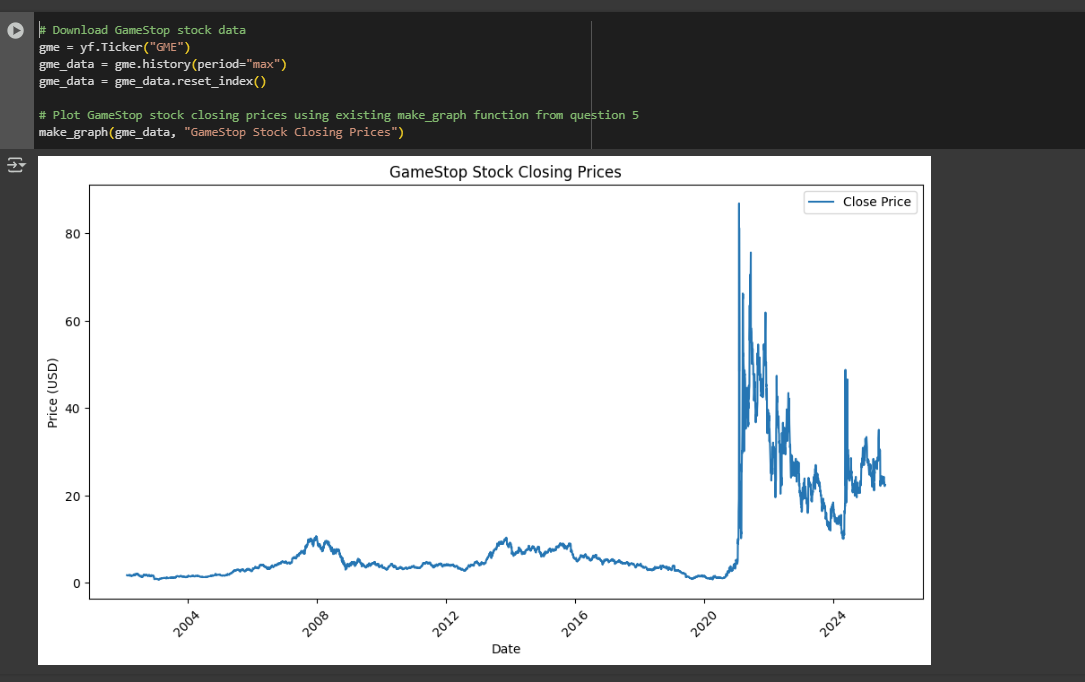 # Download GameStop stock data
gme = yf.Ticker("GME")
gme_data = gme.history(period="max")
gme_data = gme_data.reset_index()
# Plot GameStop stock closing prices using existing make_graph function from question 5
make_graph(gme_data, "GameStop Stock Closing Prices")
GameStop Stock Closing Prices
Close Price
80
60
40
20
0
Price (USD)
2004
2008
2012
2016
2020
2024
Date